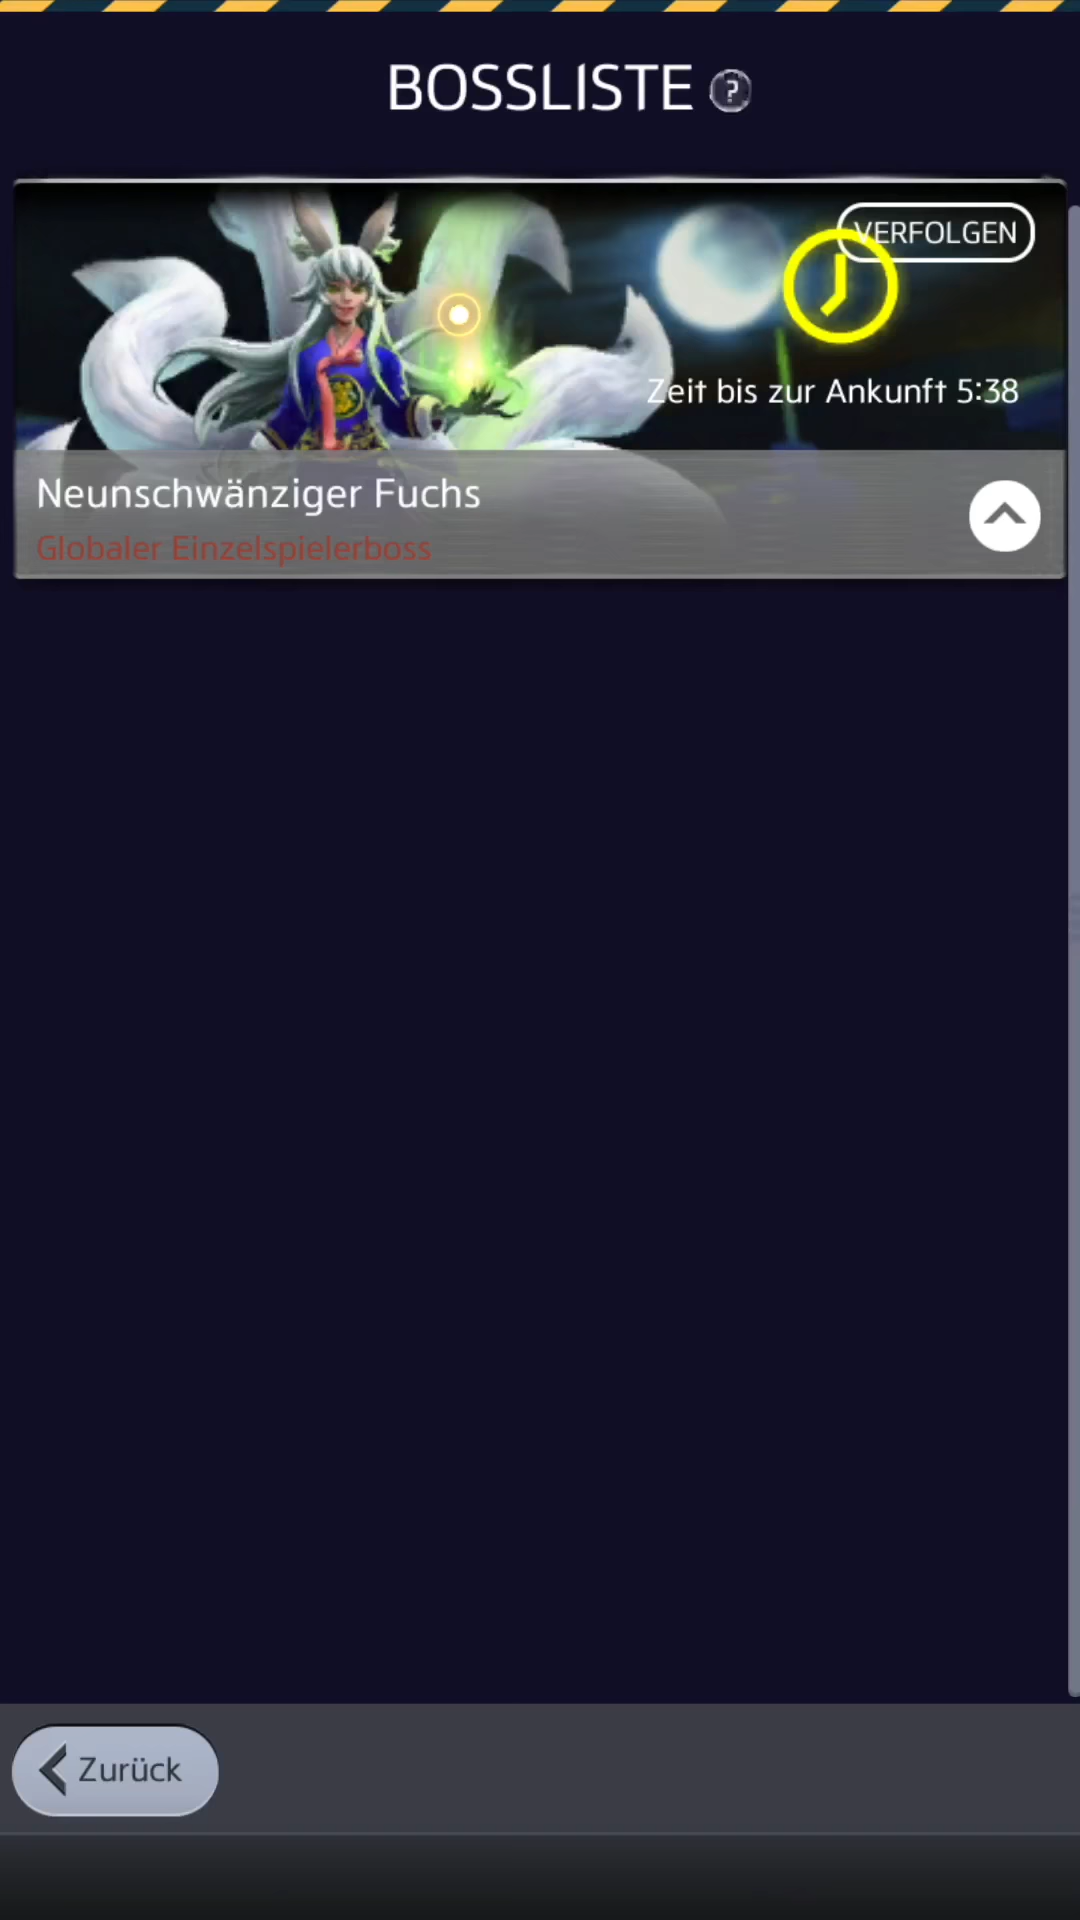 BOSSLISTE ?
VERFOLGEN
Zeit bis zur Ankunft 5:38
Neunschwänziger Fuchs
Globaler Einzelspielerboss
Zurück